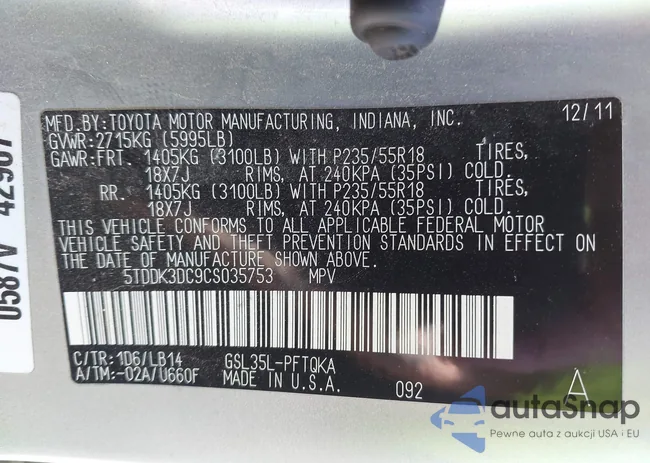 MFD.BY:TOYOTA MOTOR MANUFACTURING, INDIANA, INC. 12/11
GVWR:2715KG (5995LB)
GAWR:FRT. 1405KG (3100LB) WITH P235/55R18 TIRES,
18X7J RIMS, AT 240KPA (35PSI) COLD.
RR. 1405KG (3100LB) WITH P235/55R18 TIRES,
18X7J RIMS, AT 240KPA (35PSI) COLD.
THIS VEHICLE CONFORMS TO ALL APPLICABLE FEDERAL MOTOR
VEHICLE SAFETY AND THEFT PREVENTION STANDARDS IN EFFECT ON
THE DATE OF MANUFACTURE SHOWN ABOVE.
5TDDK3DC9CS035753 MPV
C/TR:1D6/LB14 GSL35L-PFTQKA
A/TM:-02A/U660F MADE IN U.S.A. 092 A
0587V 42967
autoSnap
Pewne auta z aukcji USA i EU